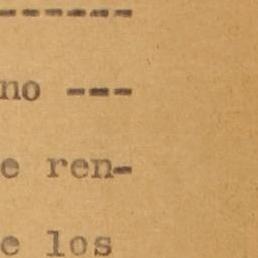 ------
no ---
e ren-
e los